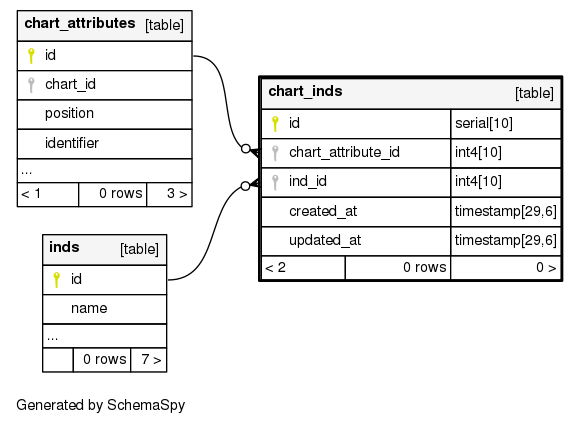 chart_attributes [table]
id
chart_id
position
identifier
...
< 1 0 rows 3 >
chart_inds [table]
id serial[10]
chart_attribute_id int4[10]
ind_id int4[10]
created_at timestamp[29,6]
updated_at timestamp[29,6]
< 2 0 rows 0 >
inds [table]
id
name
...
0 rows 7 >
Generated by SchemaSpy